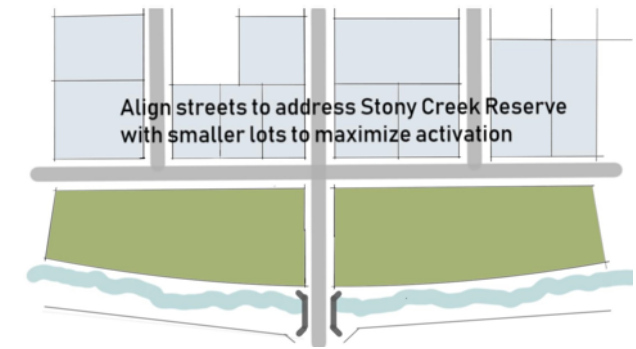 Align streets to address Stony Creek Reserve
with smaller lots to maximize activation